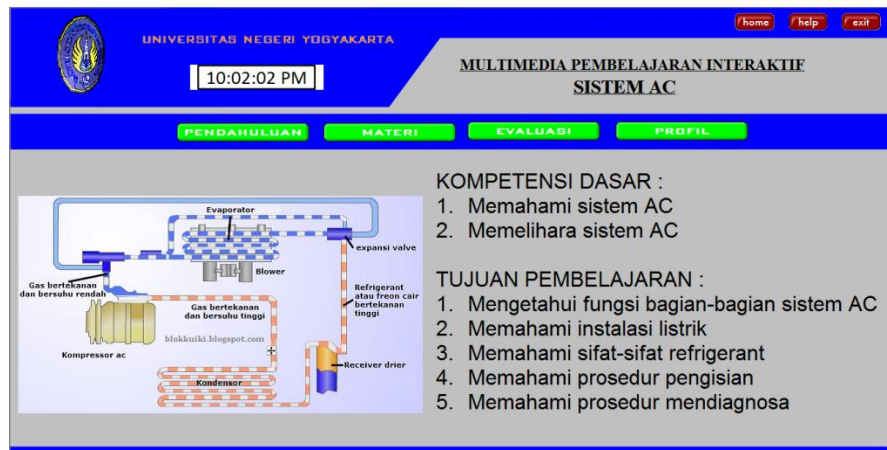 home help exit
UNIVERSITAS NEGERI YOGYAKARTA
10:02:02 PM
MULTIMEDIA PEMBELAJARAN INTERAKTIF
SISTEM AC
PENDAHULUAN MATERI EVALUASI PROFIL
KOMPETENSI DASAR :
1. Memahami sistem AC
2. Memelihara sistem AC
TUJUAN PEMBELAJARAN :
1. Mengetahui fungsi bagian-bagian sistem AC
2. Memahami instalasi listrik
3. Memahami sifat-sifat refrigerant
4. Memahami prosedur pengisian
5. Memahami prosedur mendiagnosa
Evaporator
expansi valve
Blower
Gas bertekanan
dan bersuhu rendah
Gas bertekanan
dan bersuhu tinggi
Refrigerant
atau freon cair
bertekanan
tinggi
blokkuiki.blogspot.com
Kompressor ac
Receiver drier
Kondensor